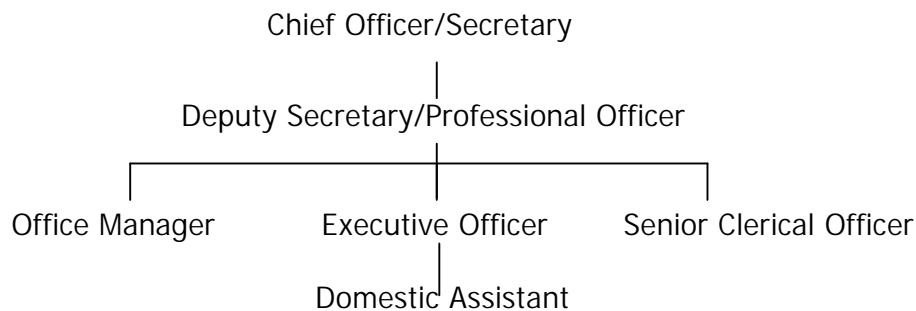 Chief Officer/Secretary
Deputy Secretary/Professional Officer
Office Manager Executive Officer Senior Clerical Officer
Domestic Assistant